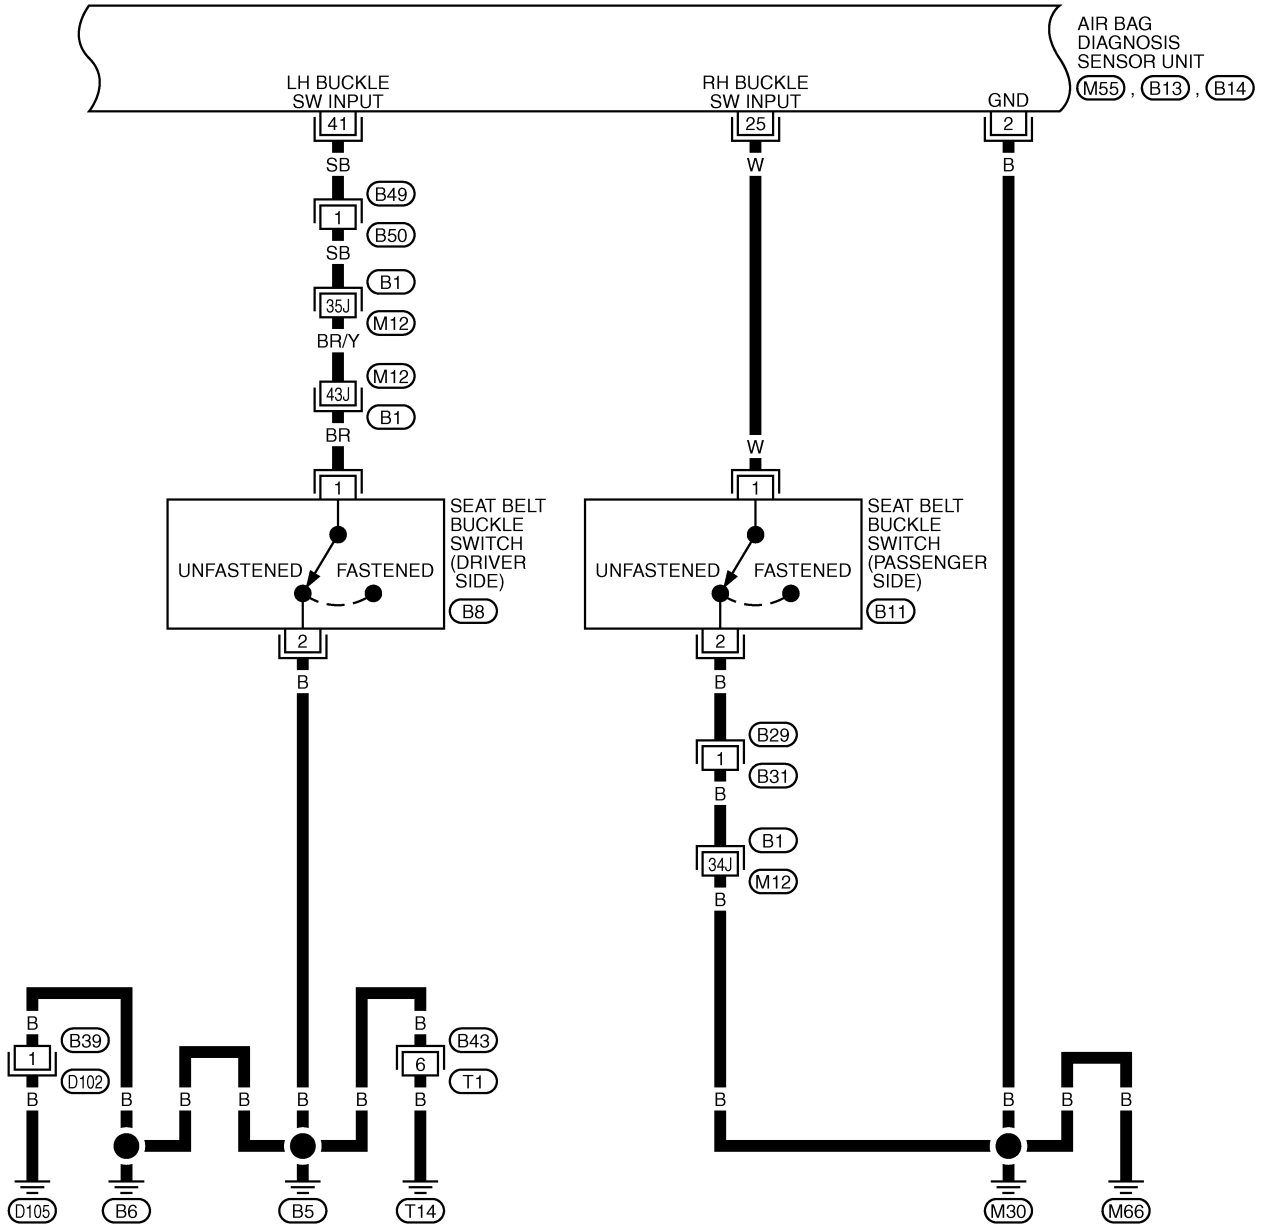 AIR BAG
DIAGNOSIS
SENSOR UNIT
M55 , B13 , B14
LH BUCKLE
SW INPUT
RH BUCKLE
SW INPUT
GND
41
25
2
SB
W
B
B49
1
B50
SB
B1
35J
M12
BR/Y
M12
43J
B1
BR
W
1
1
SEAT BELT
BUCKLE
SWITCH
(DRIVER
SIDE)
B8
UNFASTENED
FASTENED
SEAT BELT
BUCKLE
SWITCH
(PASSENGER
SIDE)
B11
UNFASTENED
FASTENED
2
2
B
B
B29
1
B31
B
B1
34J
M12
B
B
B
B39
1
D102
B43
6
T1
B
B
B
B
B
B
B
B
B
B
B
D105
B6
B5
T14
M30
M66